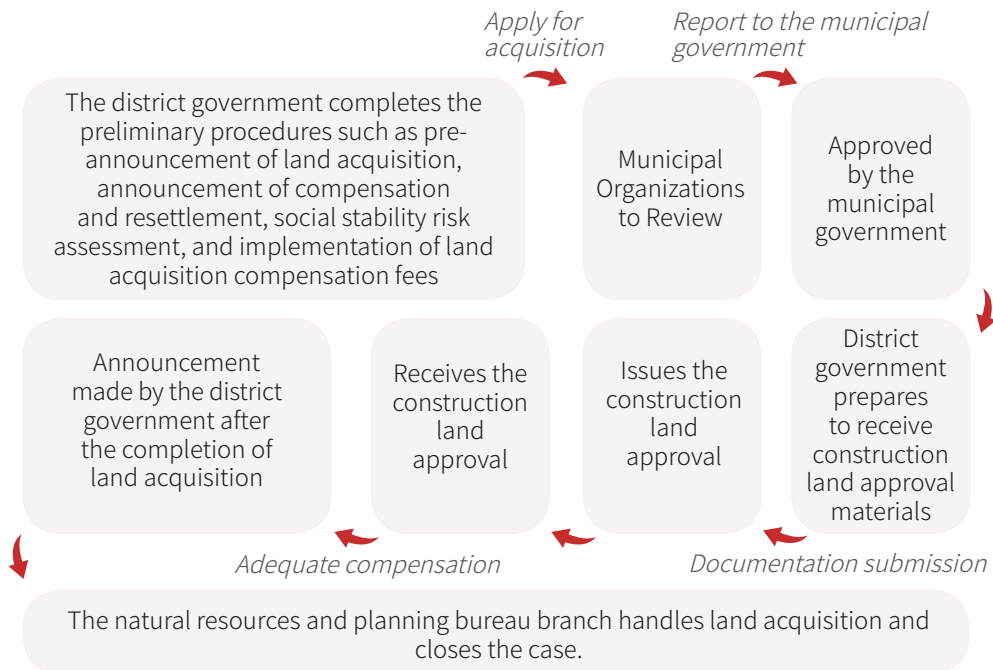 Apply for
acquisition
Report to the municipal
government
The district government completes the
preliminary procedures such as pre-
announcement of land acquisition,
announcement of compensation
and resettlement, social stability risk
assessment, and implementation of land
acquisition compensation fees
Municipal
Organizations
to Review
Approved
by the
municipal
government
District
government
prepares
to receive
construction
land approval
materials
Documentation submission
Issues the
construction
land
approval
Receives the
construction
land
approval
Adequate compensation
Announcement
made by the district
government after
the completion of
land acquisition
The natural resources and planning bureau branch handles land acquisition and
closes the case.